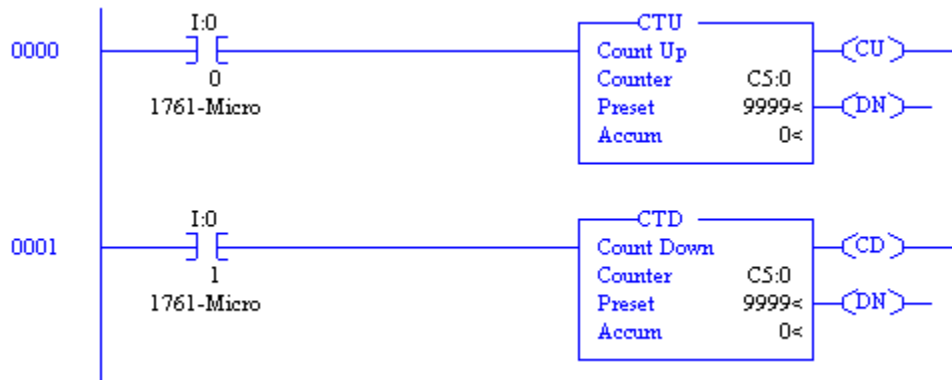 I:0
CTU
0000
Count Up
CU
0
Counter C5:0
1761-Micro
Preset 9999<
DN
Accum 0<
I:0
CTD
0001
Count Down
CD
1
Counter C5:0
1761-Micro
Preset 9999<
DN
Accum 0<